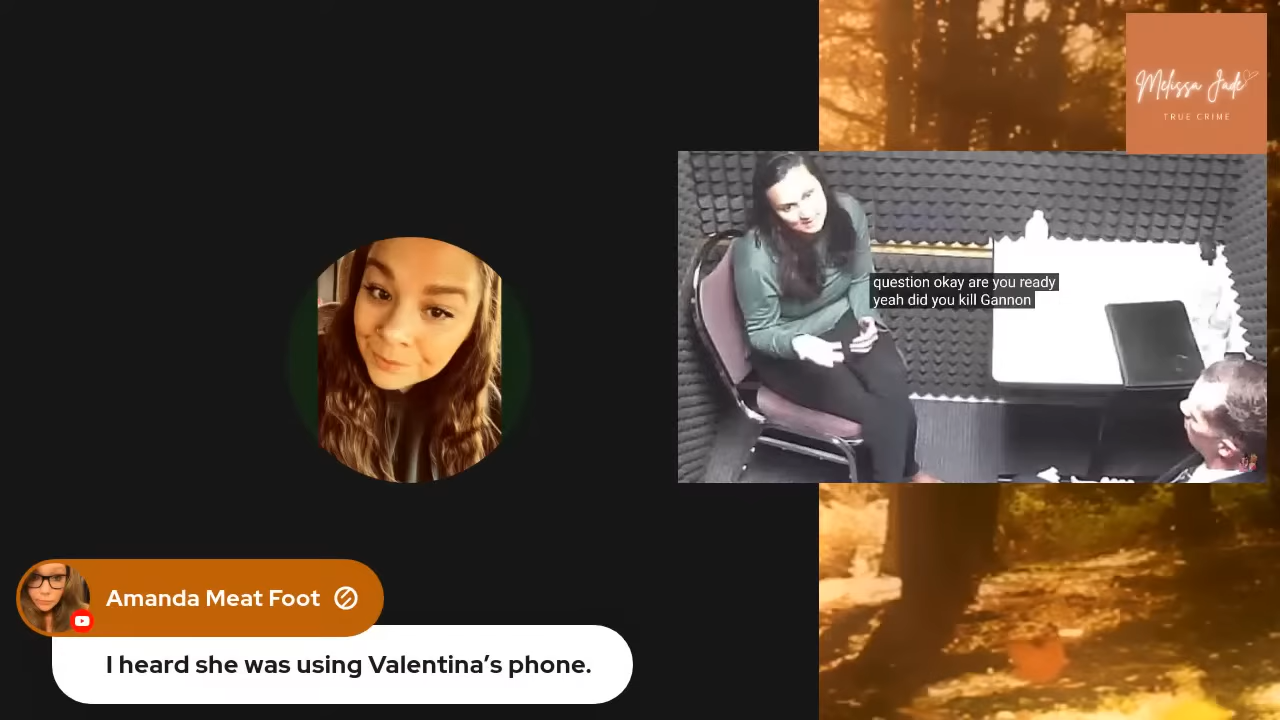 Melissa Jade
TRUE CRIME
question okay are you ready
yeah did you kill Gannon
Amanda Meat Foot
I heard she was using Valentina’s phone.